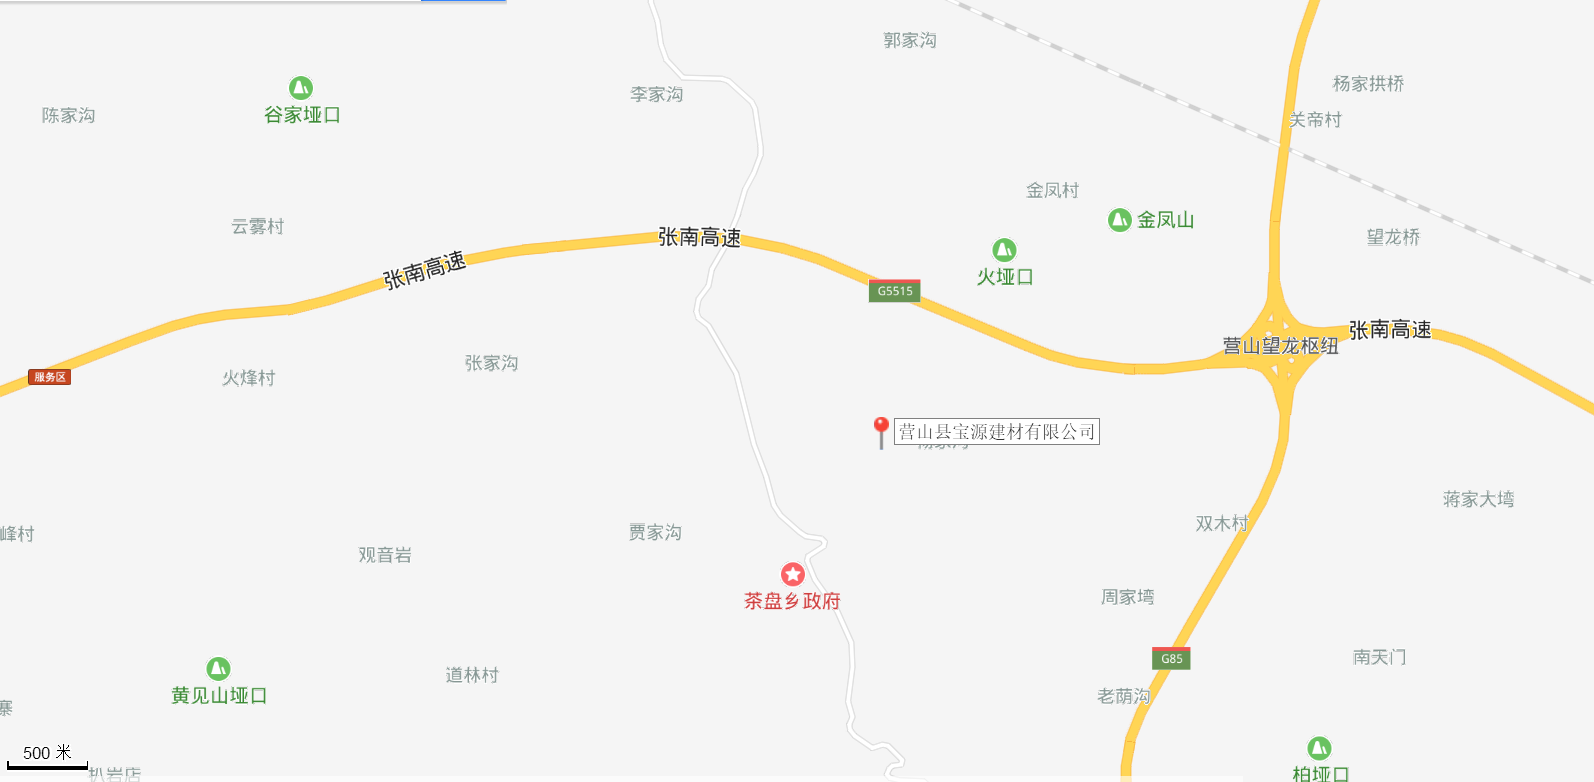 郭家沟
杨家拱桥
李家沟
陈家沟
谷家垭口
关帝村
金凤村
金凤山
云雾村
张南高速
望龙桥
张南高速
火垭口
G5515
张南高速
营山望龙枢纽
张家沟
服务区
火烽村
营山县宝源建材有限公司
蒋家大塆
双木村
峰村
贾家沟
观音岩
周家塆
茶盘乡政府
G85
南天门
道林村
黄见山垭口
老荫沟
寨
500 米
扒岩店
柏垭口